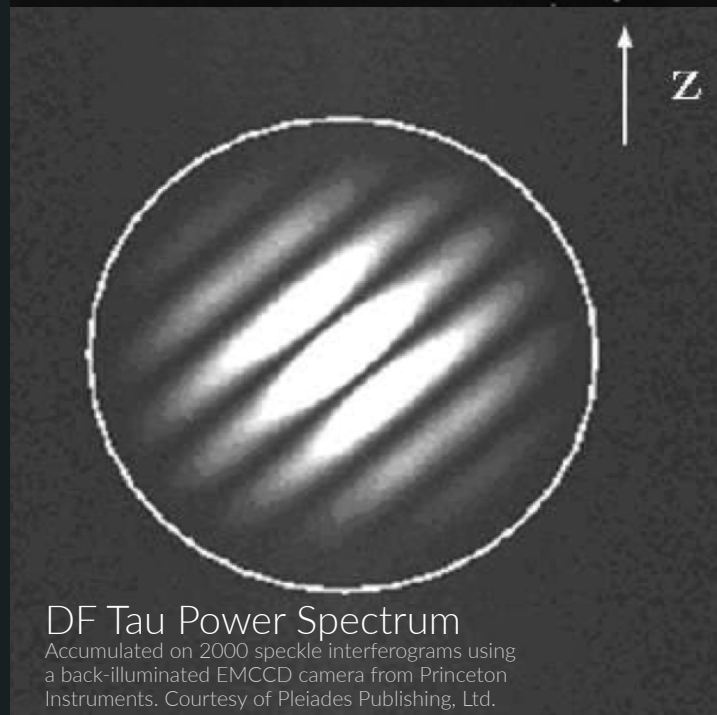 z
DF Tau Power Spectrum
Accumulated on 2000 speckle interferograms using
a back-illuminated EMCCD camera from Princeton
Instruments. Courtesy of Pleiades Publishing, Ltd.